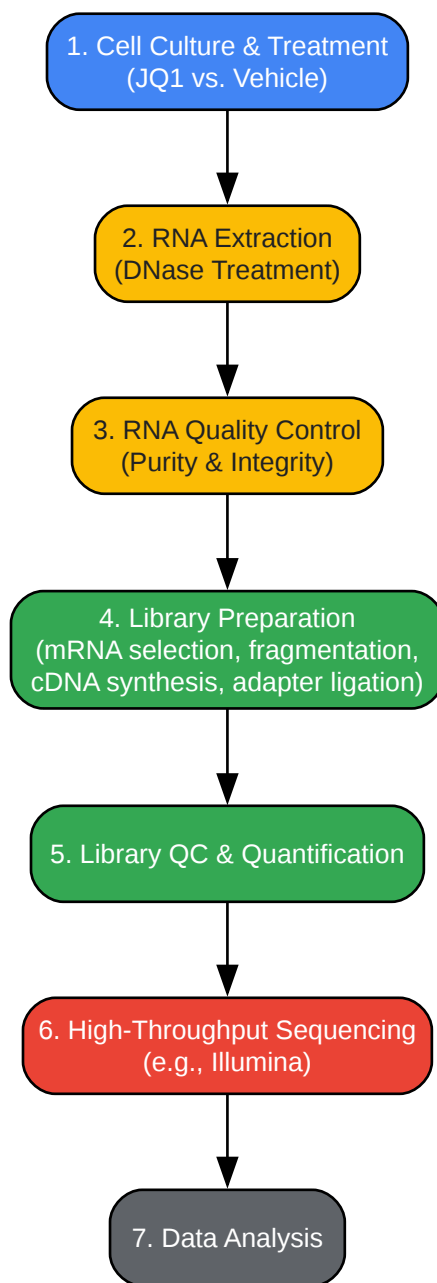 1. Cell Culture & Treatment
(JQ1 vs. Vehicle)
2. RNA Extraction
(DNase Treatment)
3. RNA Quality Control
(Purity & Integrity)
4. Library Preparation
(mRNA selection, fragmentation,
cDNA synthesis, adapter ligation)
5. Library QC & Quantification
6. High-Throughput Sequencing
(e.g., Illumina)
7. Data Analysis